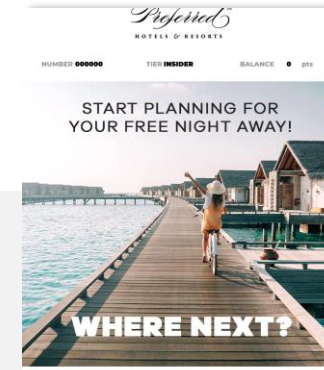 Preferred
HOTELS & RESORTS
NUMBER 000000 TIER INSIDER BALANCE 0 pts
START PLANNING FOR
YOUR FREE NIGHT AWAY!
WHERE NEXT?